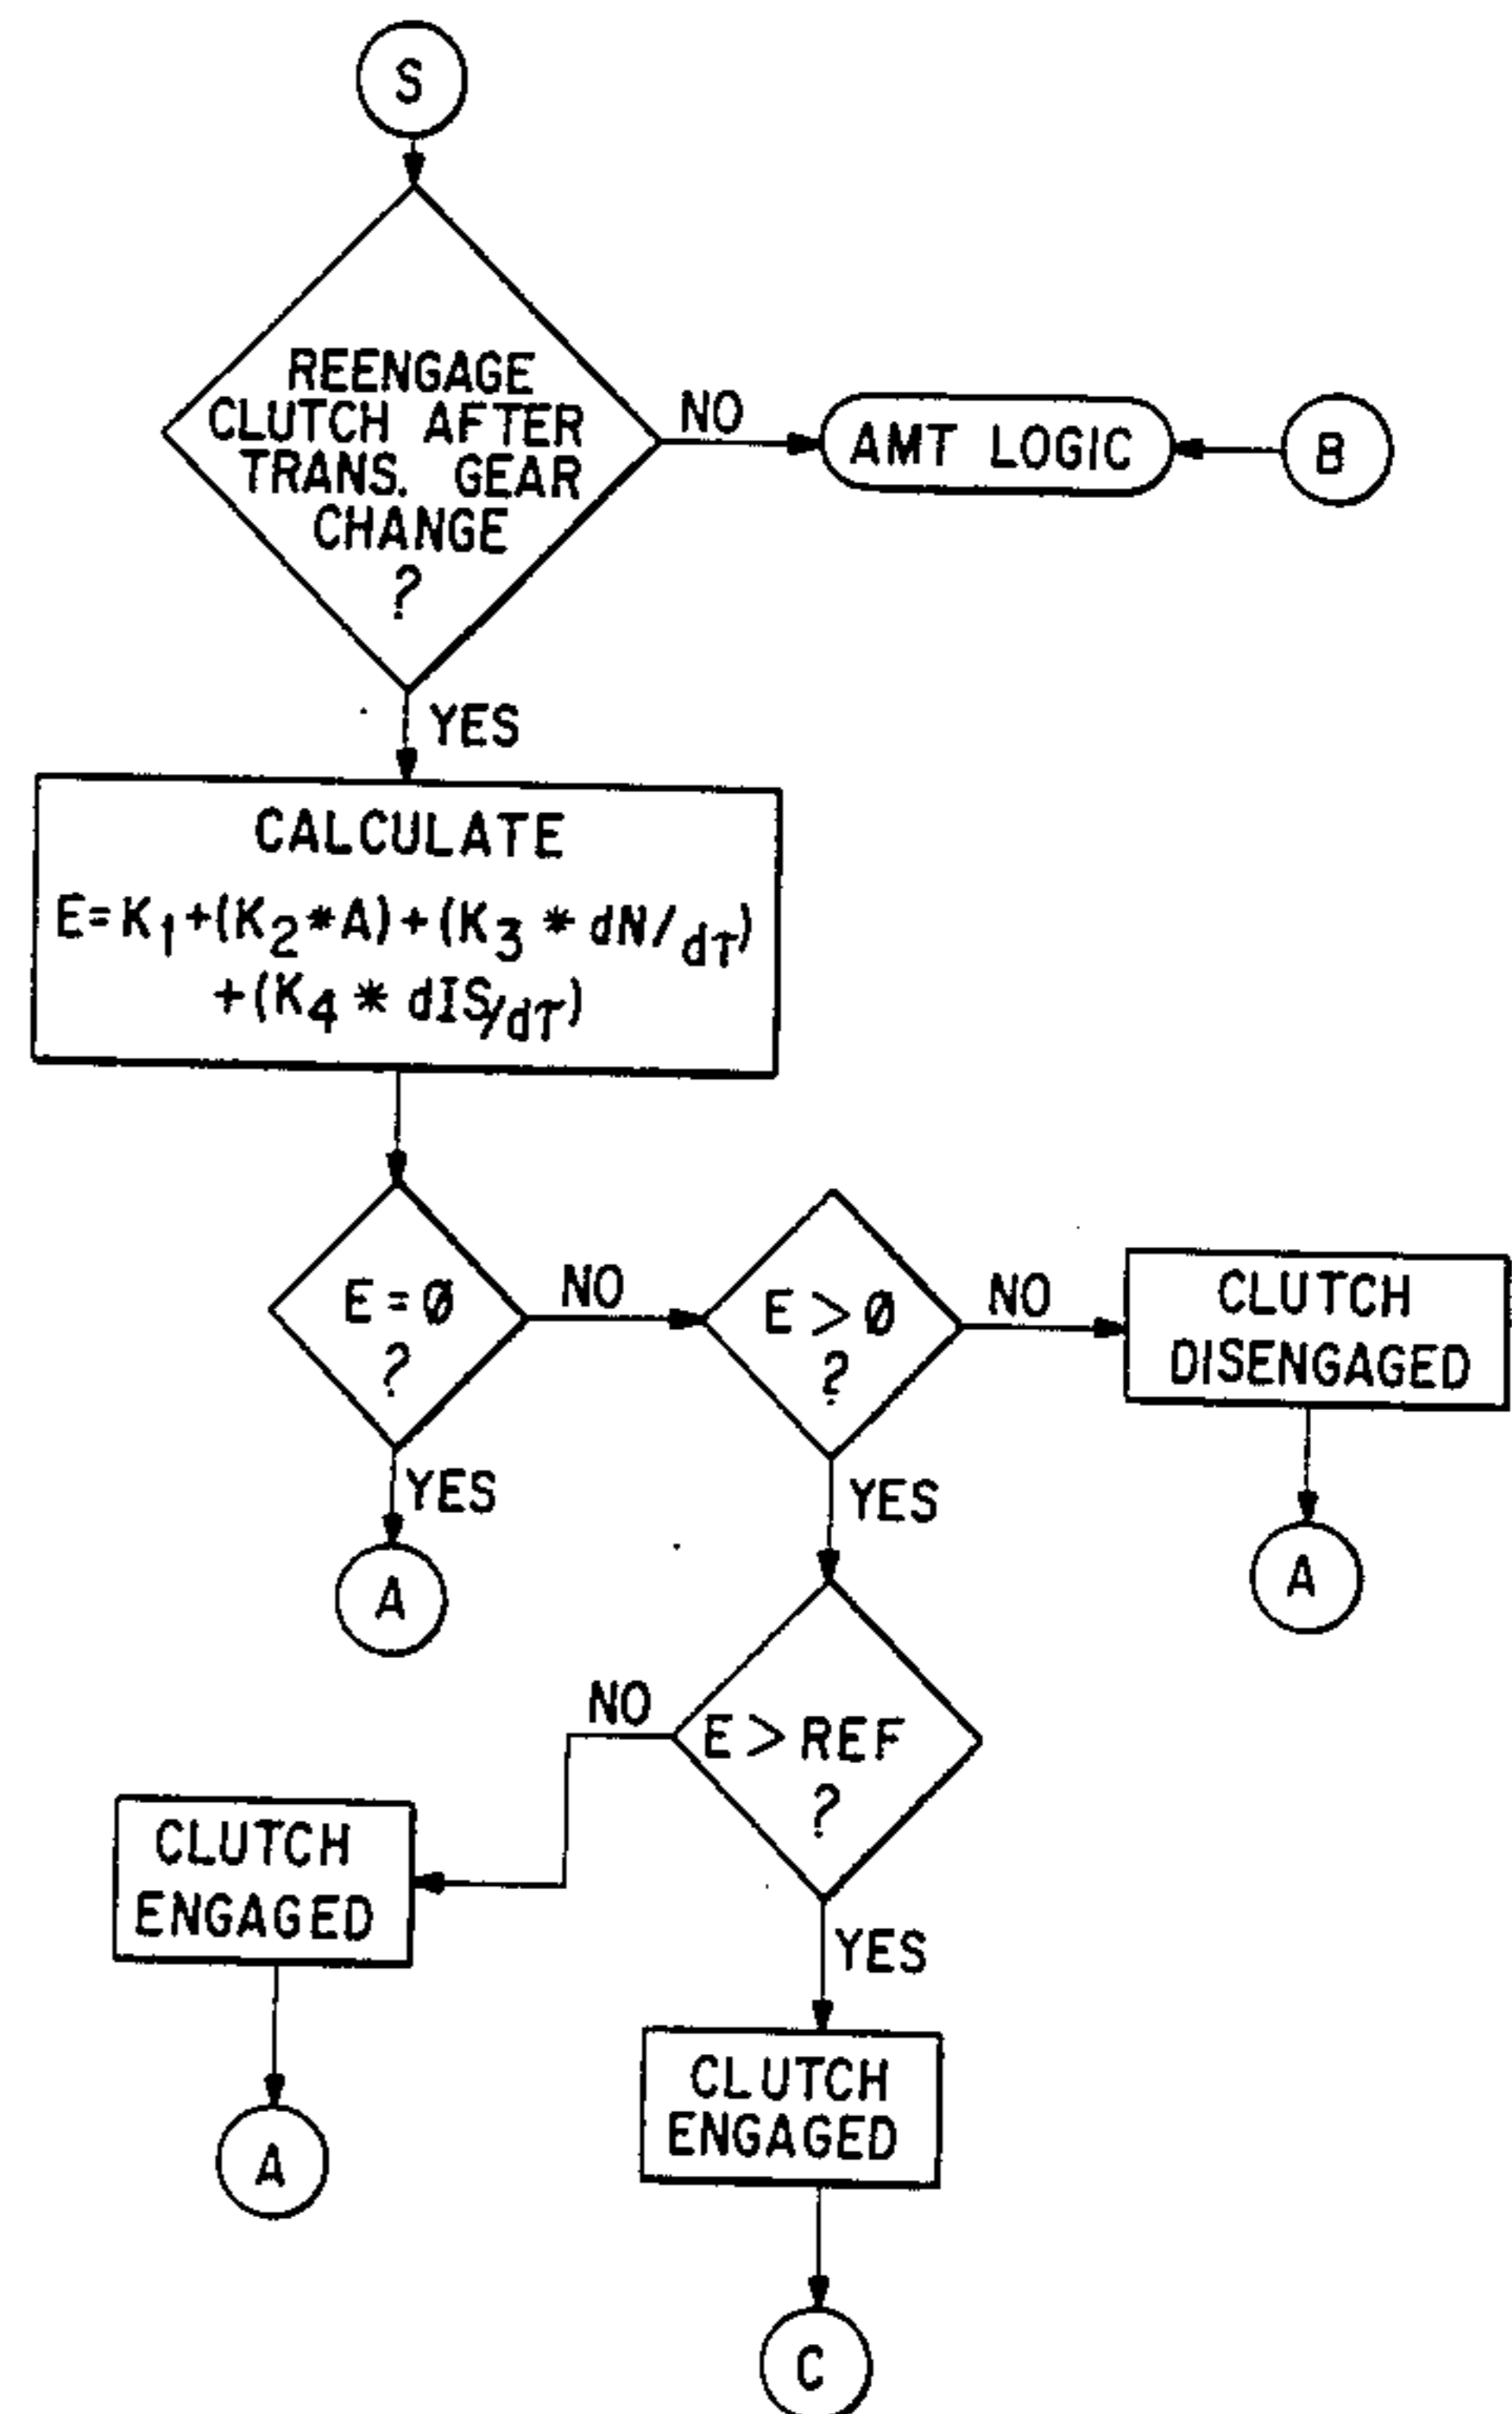 S
REENGAGE
CLUTCH AFTER
TRANS. GEAR
CHANGE
?
NO
AMT LOGIC
B
YES
CALCULATE
E=K₁+(K₂*A)+(K₃*dN/dT)
+(K₄*dIS/dT)
E=Ø
?
NO
E>Ø
?
NO
CLUTCH
DISENGAGED
YES
A
YES
A
E>REF
?
NO
CLUTCH
ENGAGED
A
YES
CLUTCH
ENGAGED
C